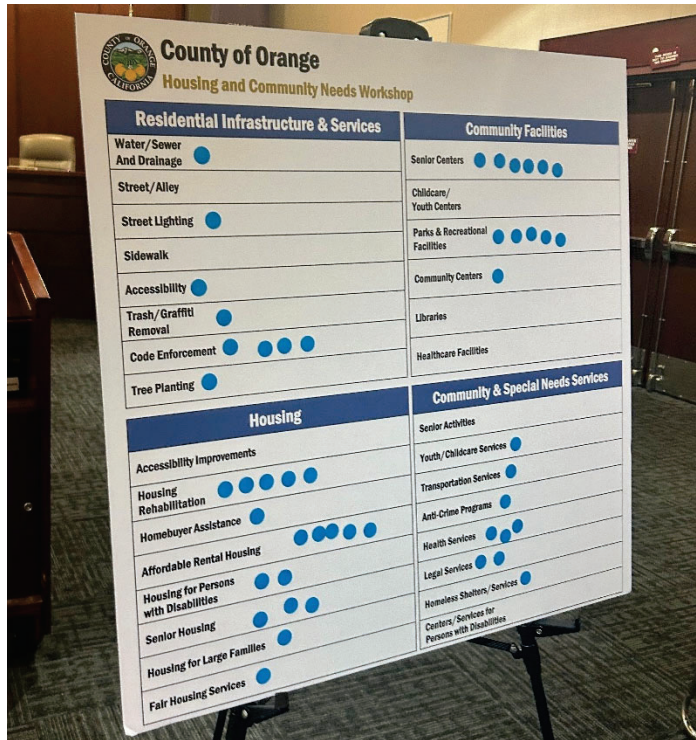 COUNTY OF ORANGE
CALIFORNIA
County of Orange
Housing and Community Needs Workshop
Residential Infrastructure & Services
Water/Sewer
And Drainage
Street/Alley
Street Lighting
Sidewalk
Accessibility
Trash/Graffiti
Removal
Code Enforcement
Tree Planting
Community Facilities
Senior Centers
Childcare/
Youth Centers
Parks & Recreational
Facilities
Community Centers
Libraries
Healthcare Facilities
Housing
Accessibility Improvements
Housing
Rehabilitation
Homebuyer Assistance
Affordable Rental Housing
Housing for Persons
with Disabilities
Senior Housing
Housing for Large Families
Fair Housing Services
Community & Special Needs Services
Senior Activities
Youth/Childcare Services
Transportation Services
Anti-Crime Programs
Health Services
Legal Services
Homeless Shelters/Services
Centers/Services for
Persons with Disabilities